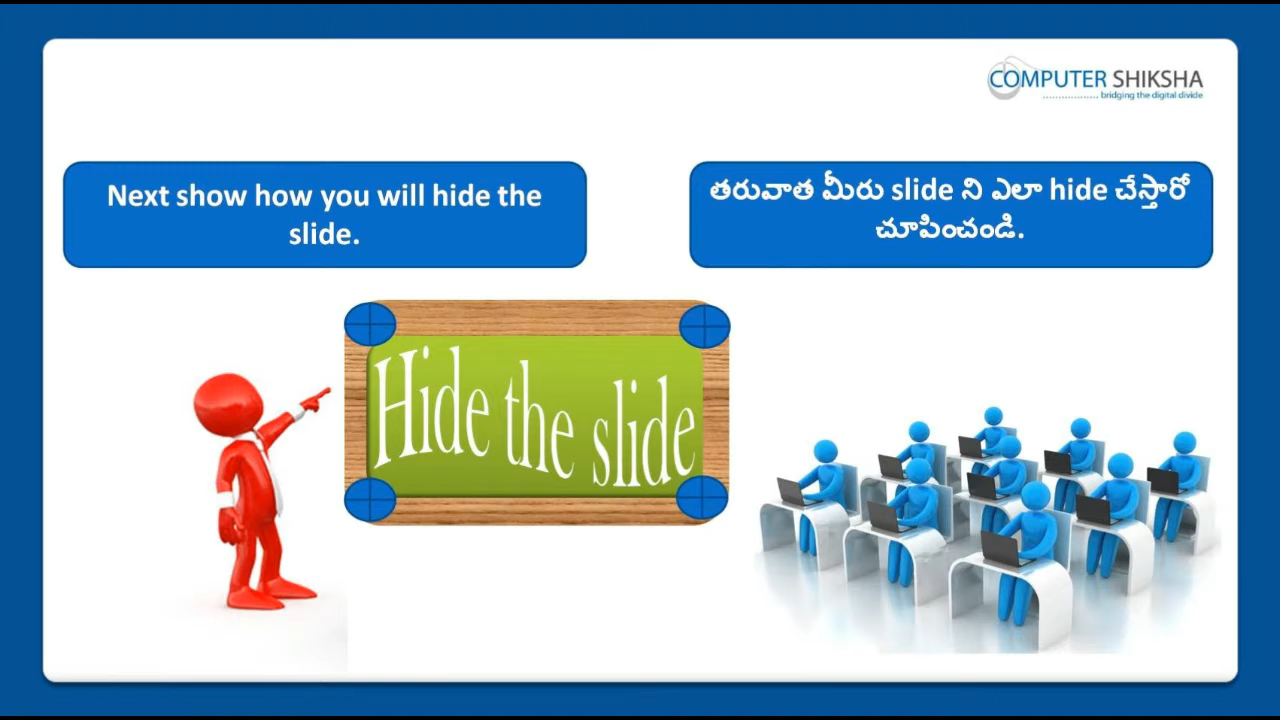 COMPUTER SHIKSHA
bridging the digital divide
Next show how you will hide the
slide.
తరువాత మీరు slide ని ఎలా hide చేస్తారో
చూపించండి.
Hide the slide